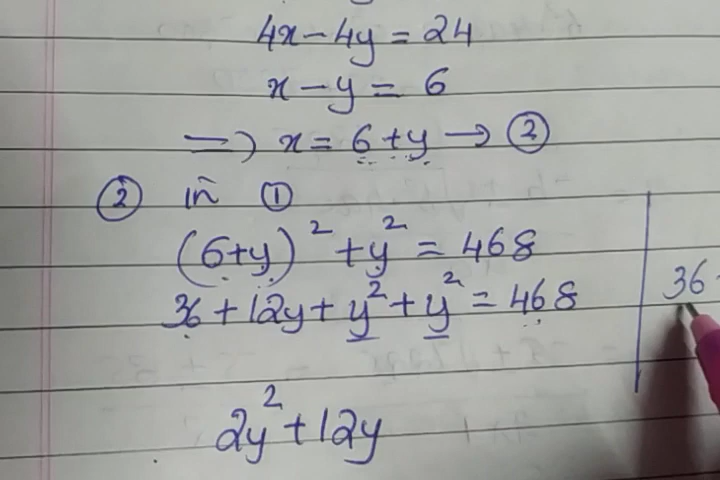 4x - 4y = 24
x - y = 6
=> x = 6 + y → ②
② in ①
(6+y)² + y² = 468
36 + 12y + y² + y² = 468
36
2y² + 12y